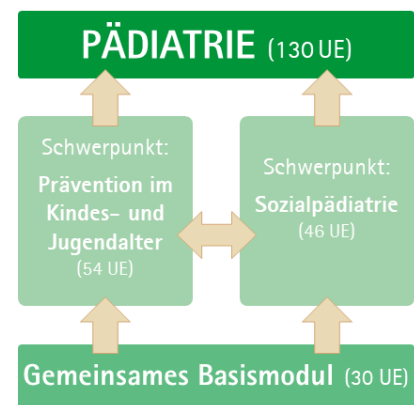 PÄDIATRIE (130 UE)
Schwerpunkt:
Prävention im
Kindes- und
Jugendalter
(54 UE)
Schwerpunkt:
Sozialpädiatrie
(46 UE)
Gemeinsames Basismodul (30 UE)